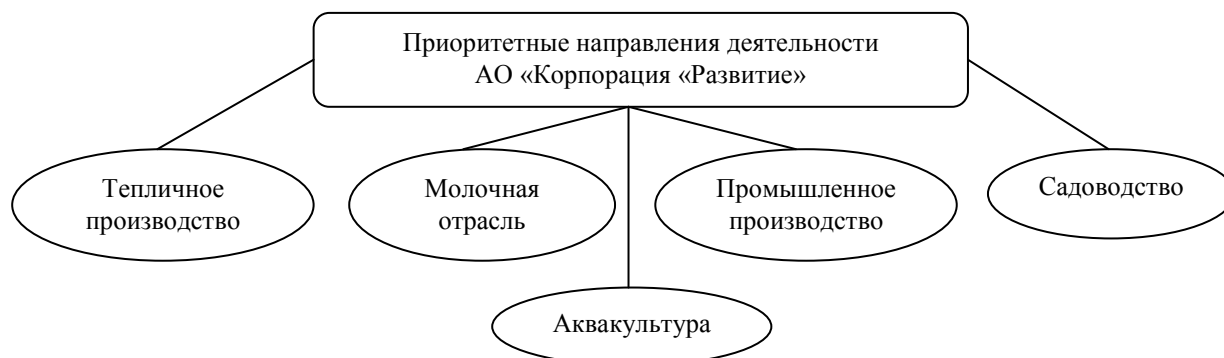 Приоритетные направления деятельности
АО «Корпорация «Развитие»
Тепличное
производство
Молочная
отрасль
Промышленное
производство
Садоводство
Аквакультура